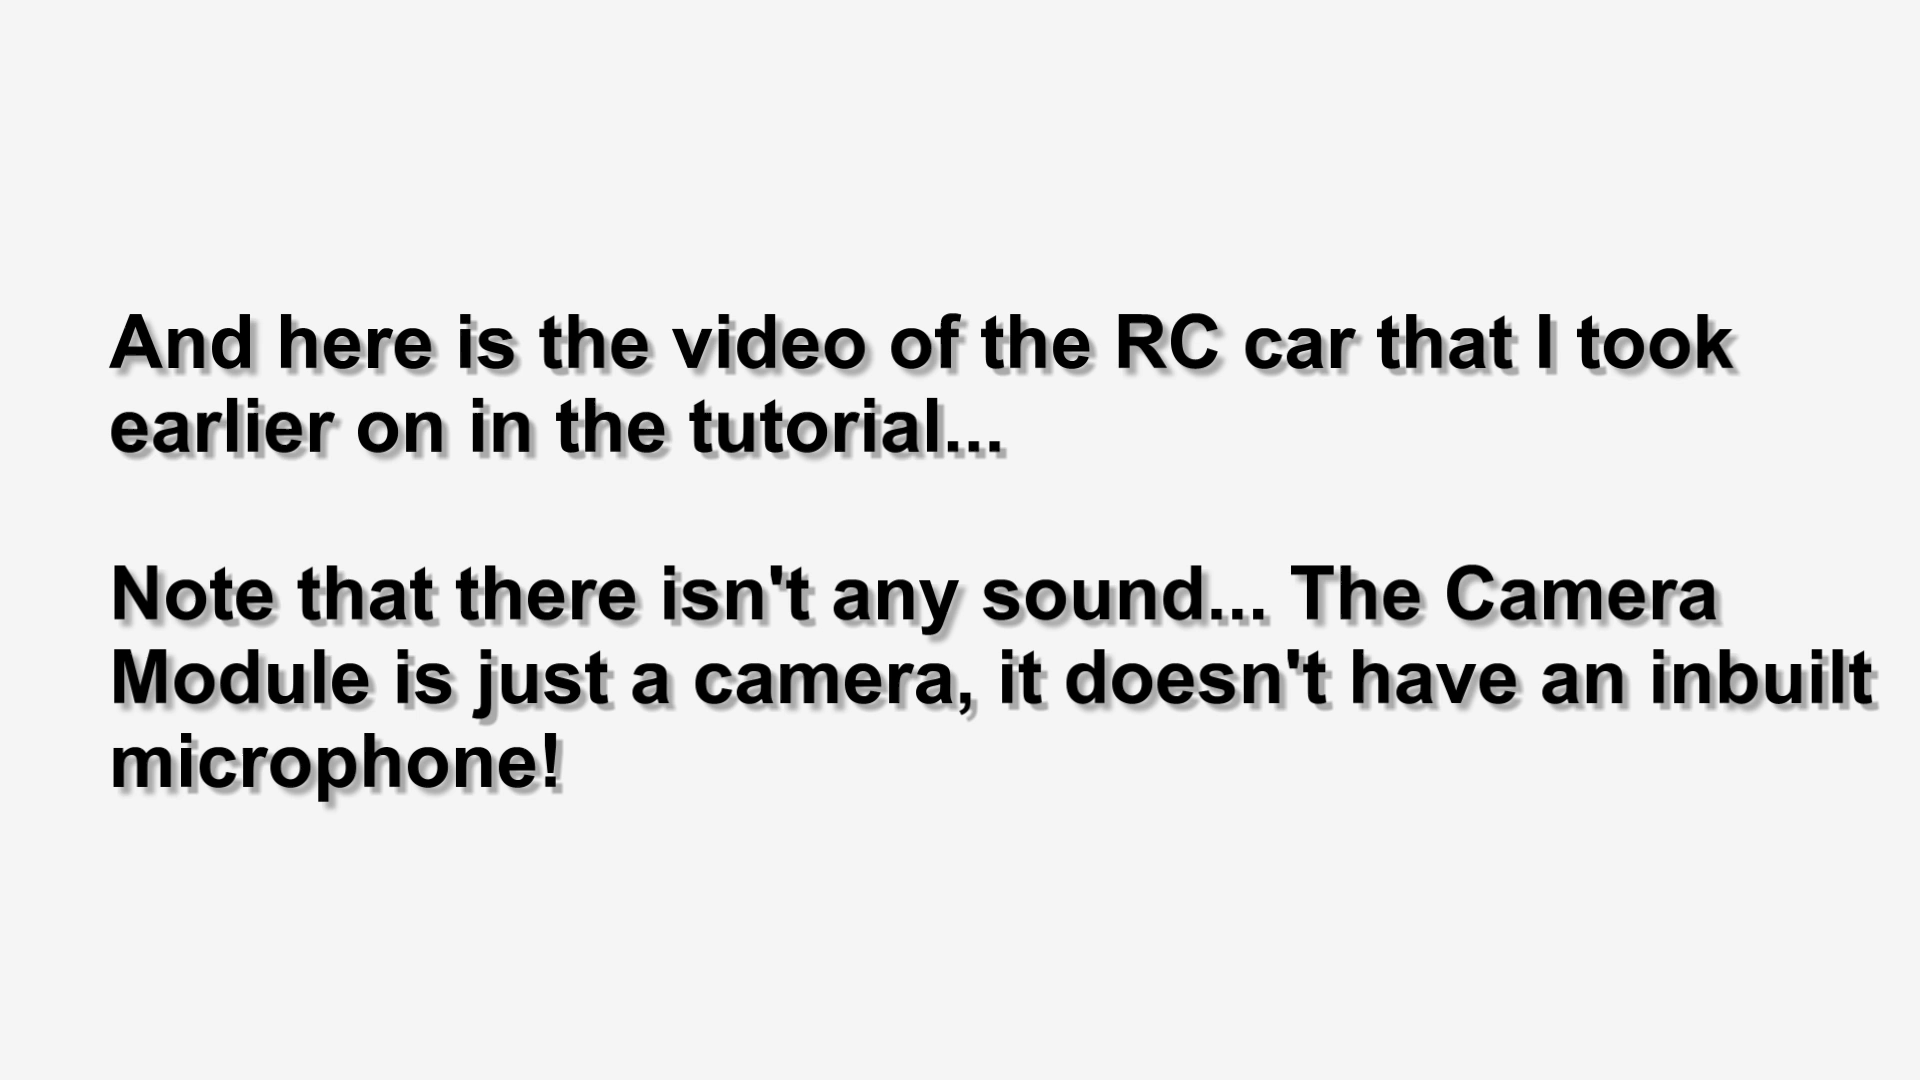 And here is the video of the RC car that I took
earlier on in the tutorial...
Note that there isn't any sound... The Camera
Module is just a camera, it doesn't have an inbuilt
microphone!